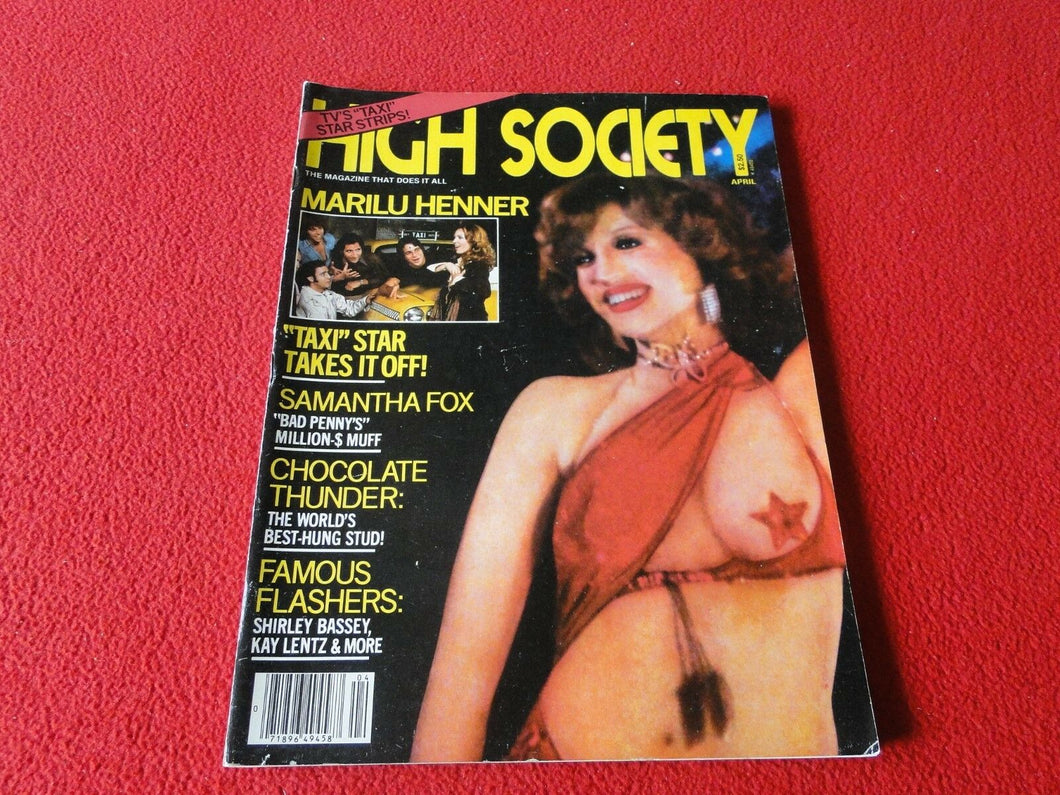 TV'S "TAXI"
STAR STRIPS!
HIGH SOCIETY
THE MAGAZINE THAT DOES IT ALL
$2.50
APRIL
MARILU HENNER
TAXI
"TAXI" STAR
TAKES IT OFF!
SAMANTHA FOX
"BAD PENNY'S"
MILLION-$ MUFF
CHOCOLATE
THUNDER:
THE WORLD'S
BEST-HUNG STUD!
FAMOUS
FLASHERS:
SHIRLEY BASSEY,
KAY LENTZ & MORE
04
0
71896 49458